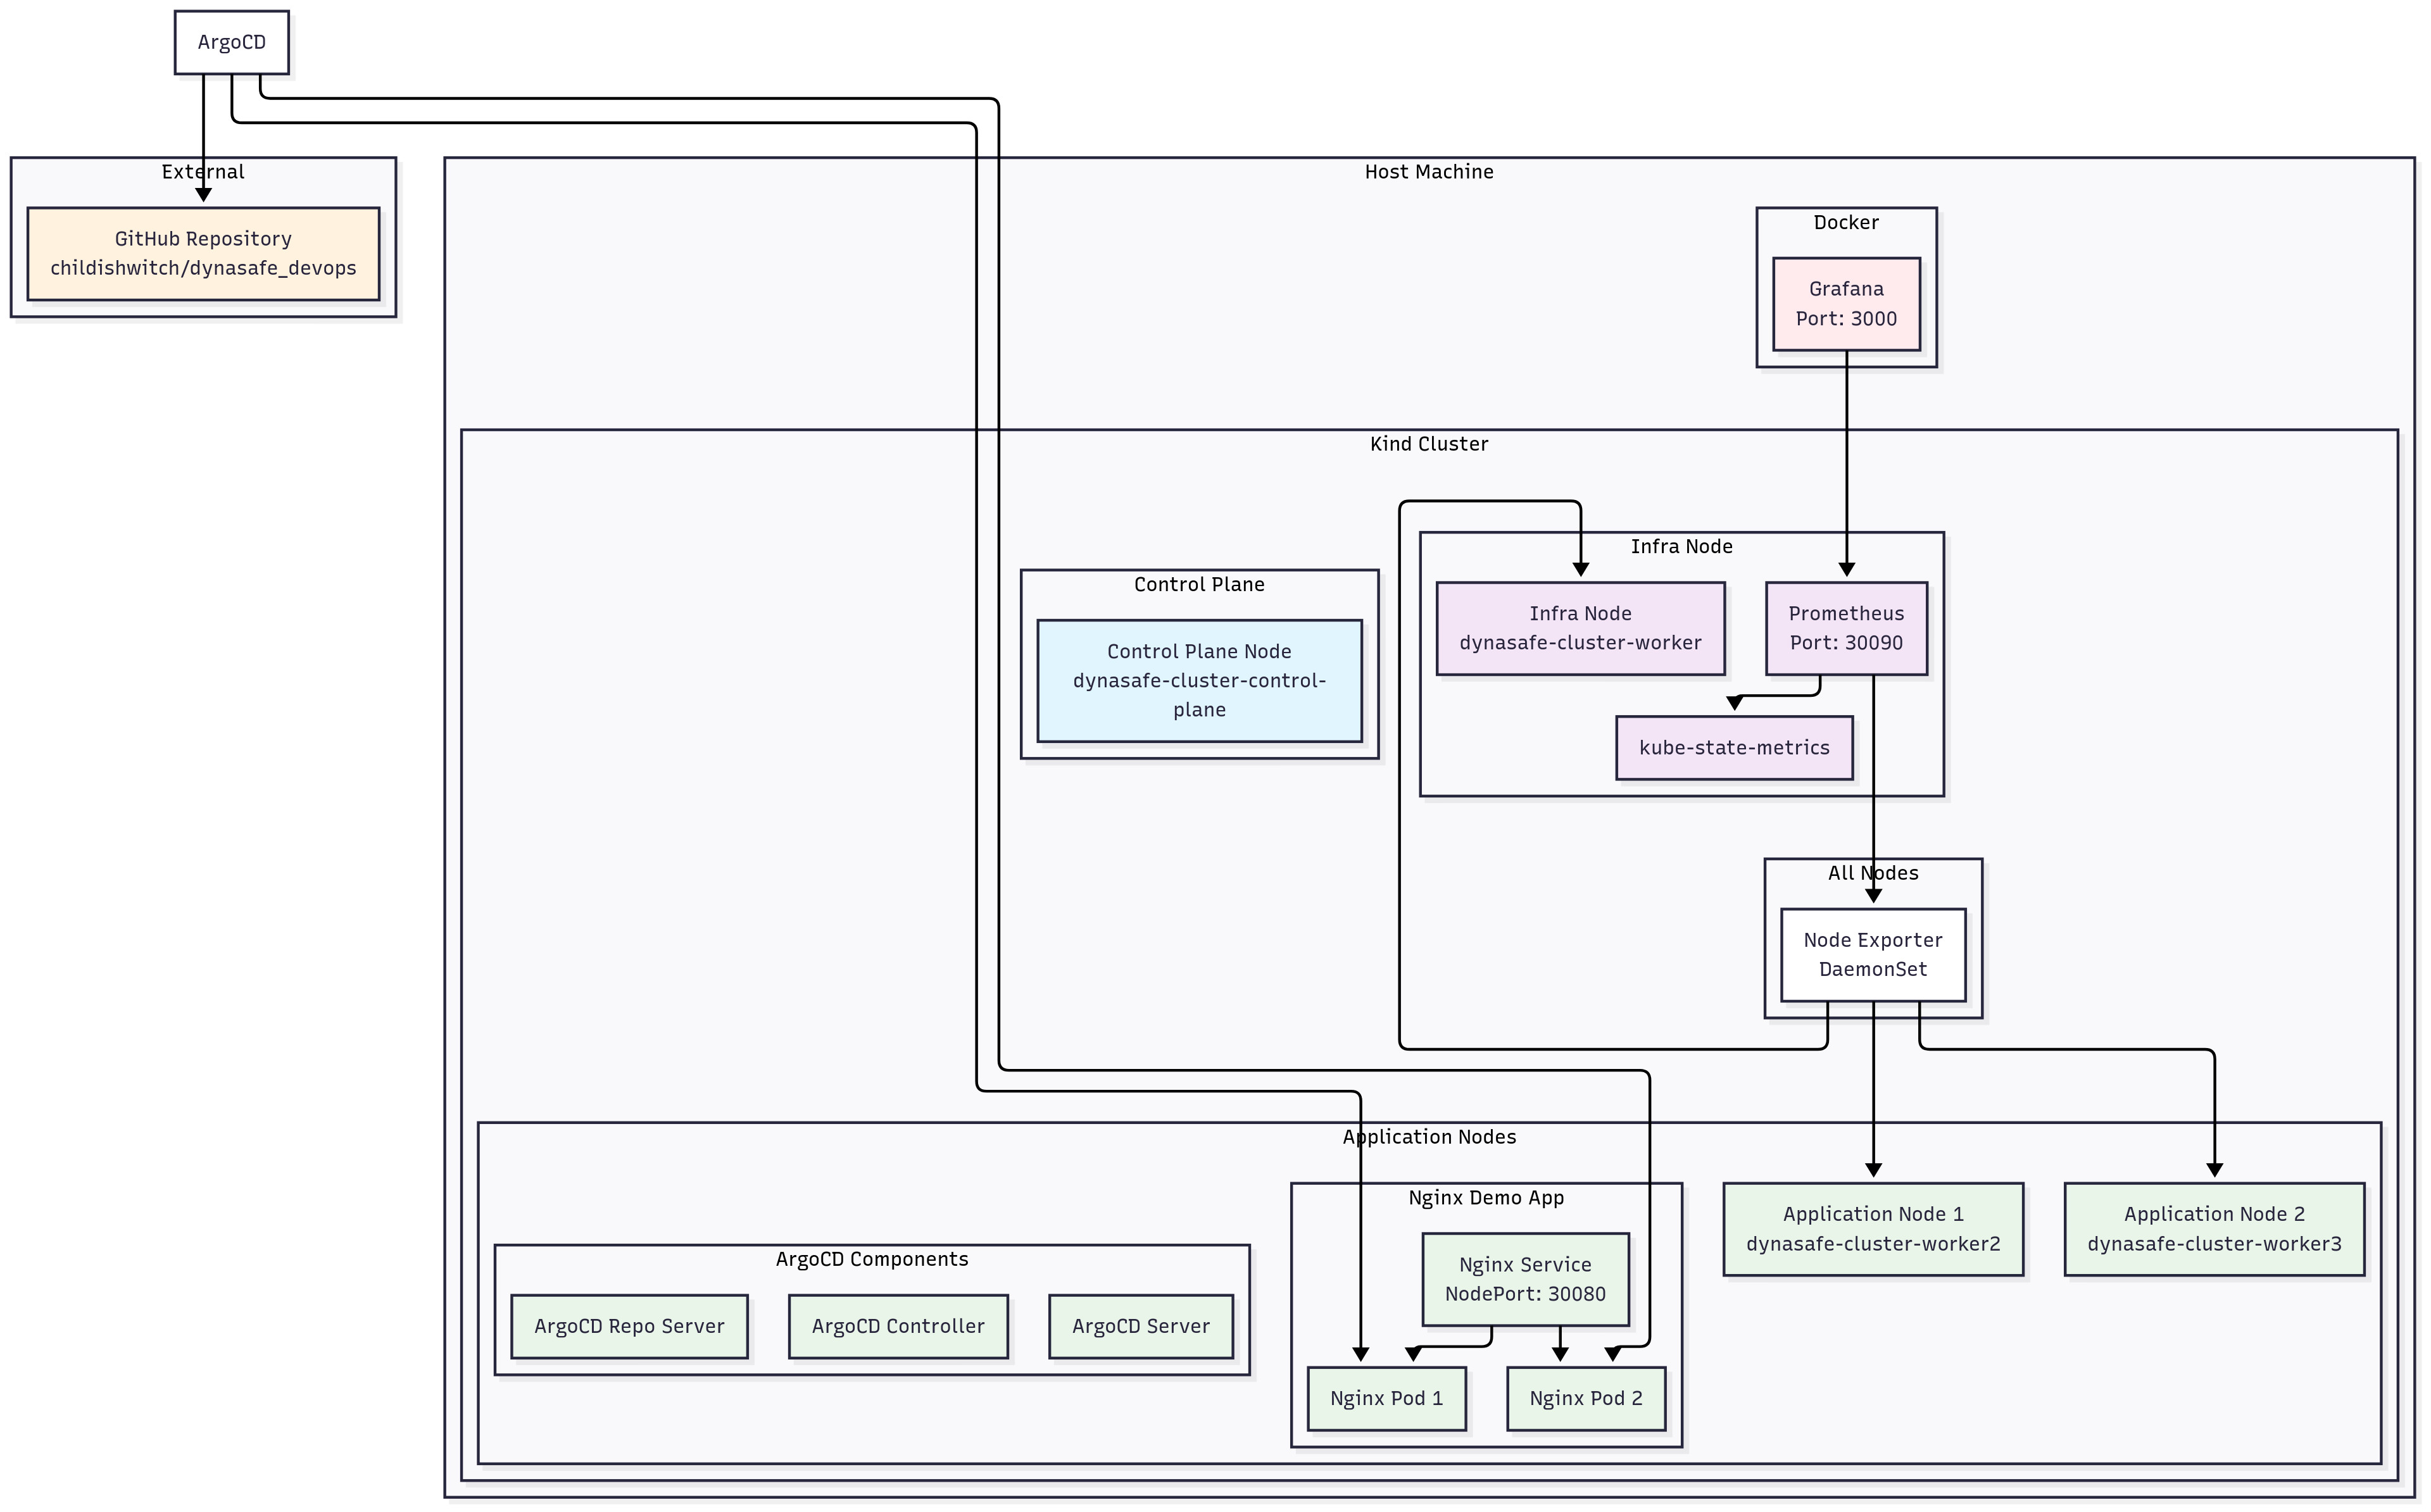 ArgoCD
External
GitHub Repository
childishwitch/dynasafe_devops
Host Machine
Docker
Grafana
Port: 3000
Kind Cluster
Control Plane
Control Plane Node
dynasafe-cluster-control-
plane
Infra Node
Infra Node
dynasafe-cluster-worker
Prometheus
Port: 30090
kube-state-metrics
All Nodes
Node Exporter
DaemonSet
Application Nodes
ArgoCD Components
ArgoCD Repo Server
ArgoCD Controller
ArgoCD Server
Nginx Demo App
Nginx Service
NodePort: 30080
Nginx Pod 1
Nginx Pod 2
Application Node 1
dynasafe-cluster-worker2
Application Node 2
dynasafe-cluster-worker3